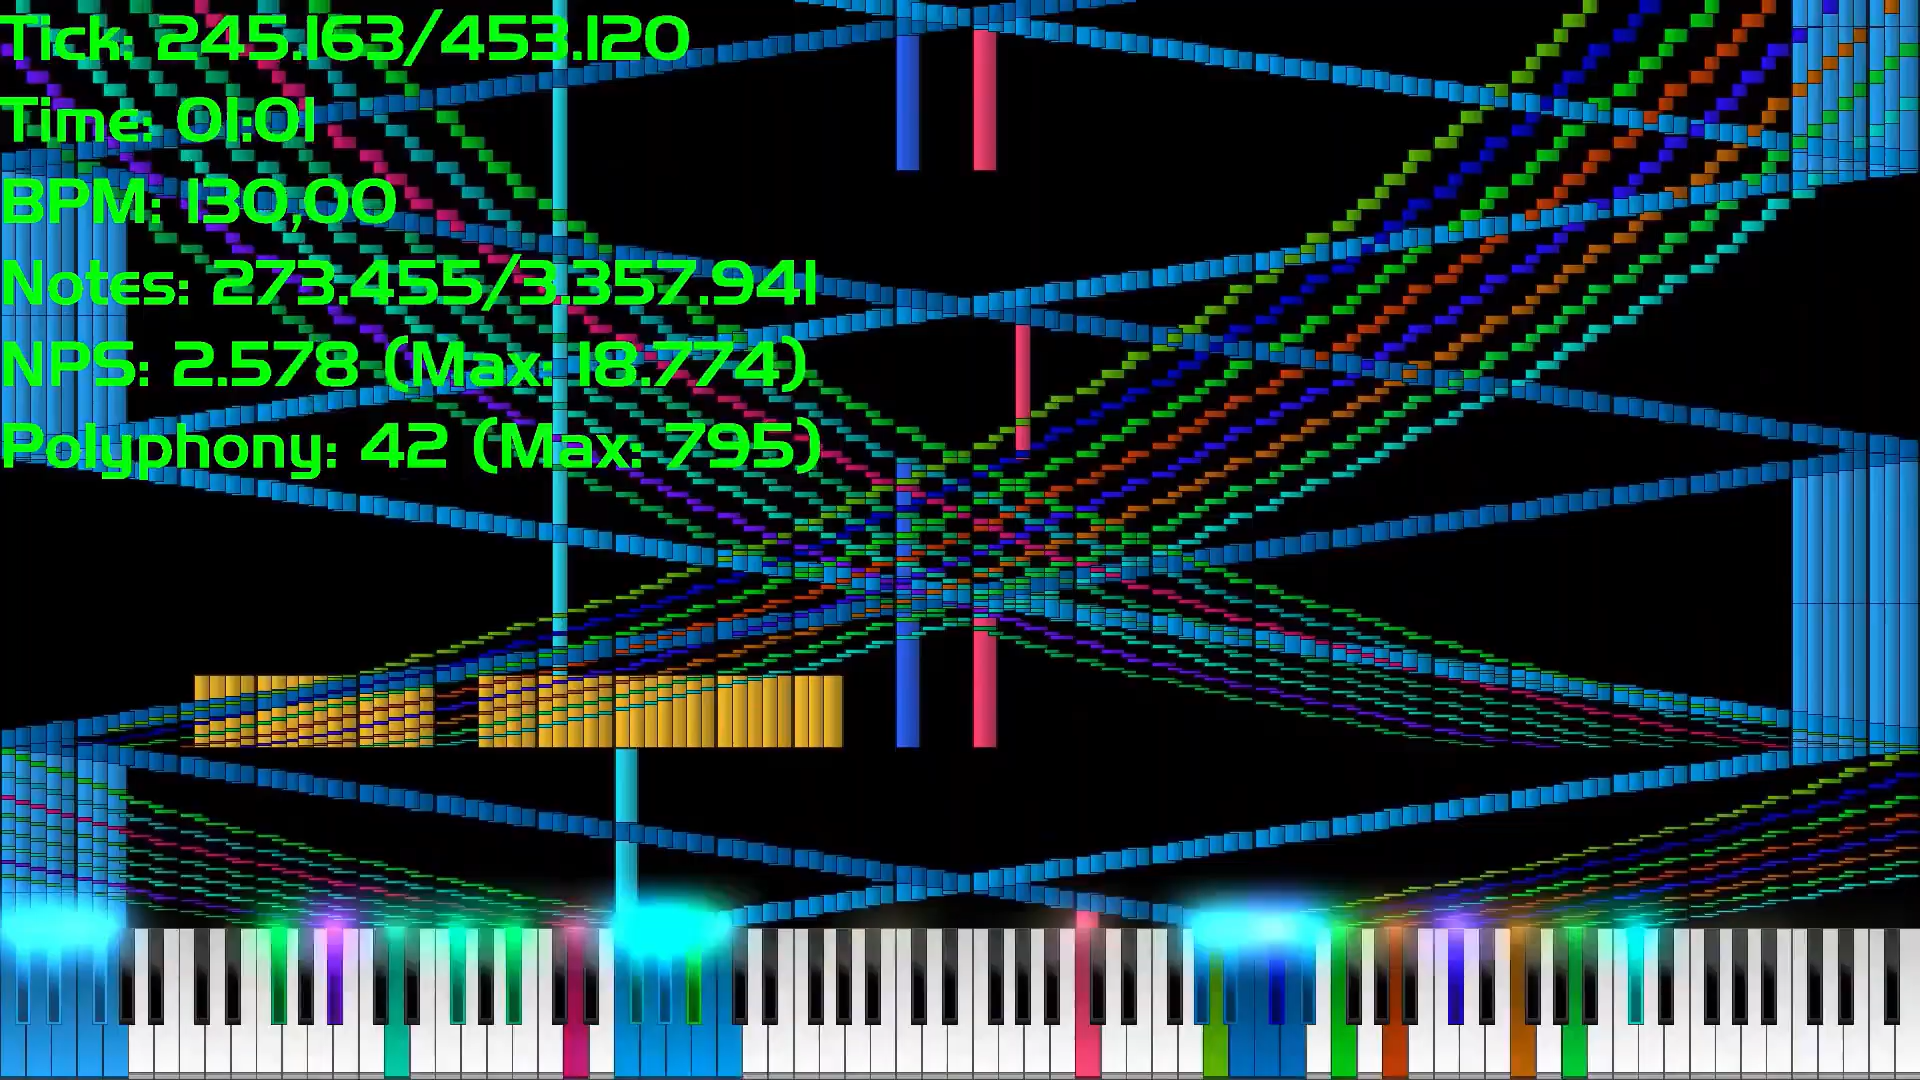 Tick: 245.163/453.120
Time: 01:01
BPM: 130,00
Notes: 273.455/3.357.941
NPS: 2.578 (Max: 18.774)
Polyphony: 42 (Max: 795)